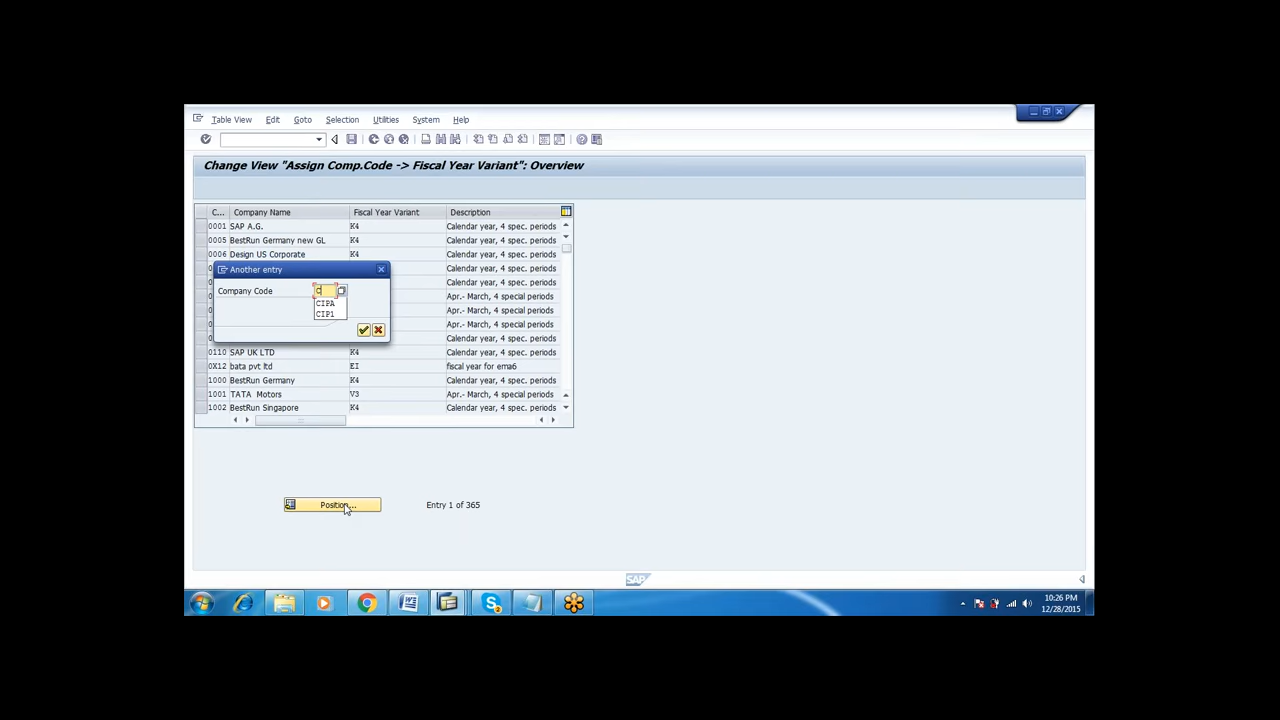 Table View Edit Goto Selection Utilities System Help
Change View "Assign Comp.Code -> Fiscal Year Variant": Overview
C... Company Name Fiscal Year Variant Description
0001 SAP A.G. K4 Calendar year, 4 spec. periods
0005 BestRun Germany new GL K4 Calendar year, 4 spec. periods
0006 Design US Corporate K4 Calendar year, 4 spec. periods
Another entry
Calendar year, 4 spec. periods
Calendar year, 4 spec. periods
Company Code C
Apr.- March, 4 special periods
CIPA
Apr.- March, 4 special periods
CIP1
Apr.- March, 4 special periods
Calendar year, 4 spec. periods
0110 SAP UK LTD K4 Calendar year, 4 spec. periods
0X12 bata pvt ltd EI fiscal year for ema6
1000 BestRun Germany K4 Calendar year, 4 spec. periods
1001 TATA Motors V3 Apr.- March, 4 special periods
1002 BestRun Singapore K4 Calendar year, 4 spec. periods
Position... Entry 1 of 365
SAP
10:26 PM
12/28/2015